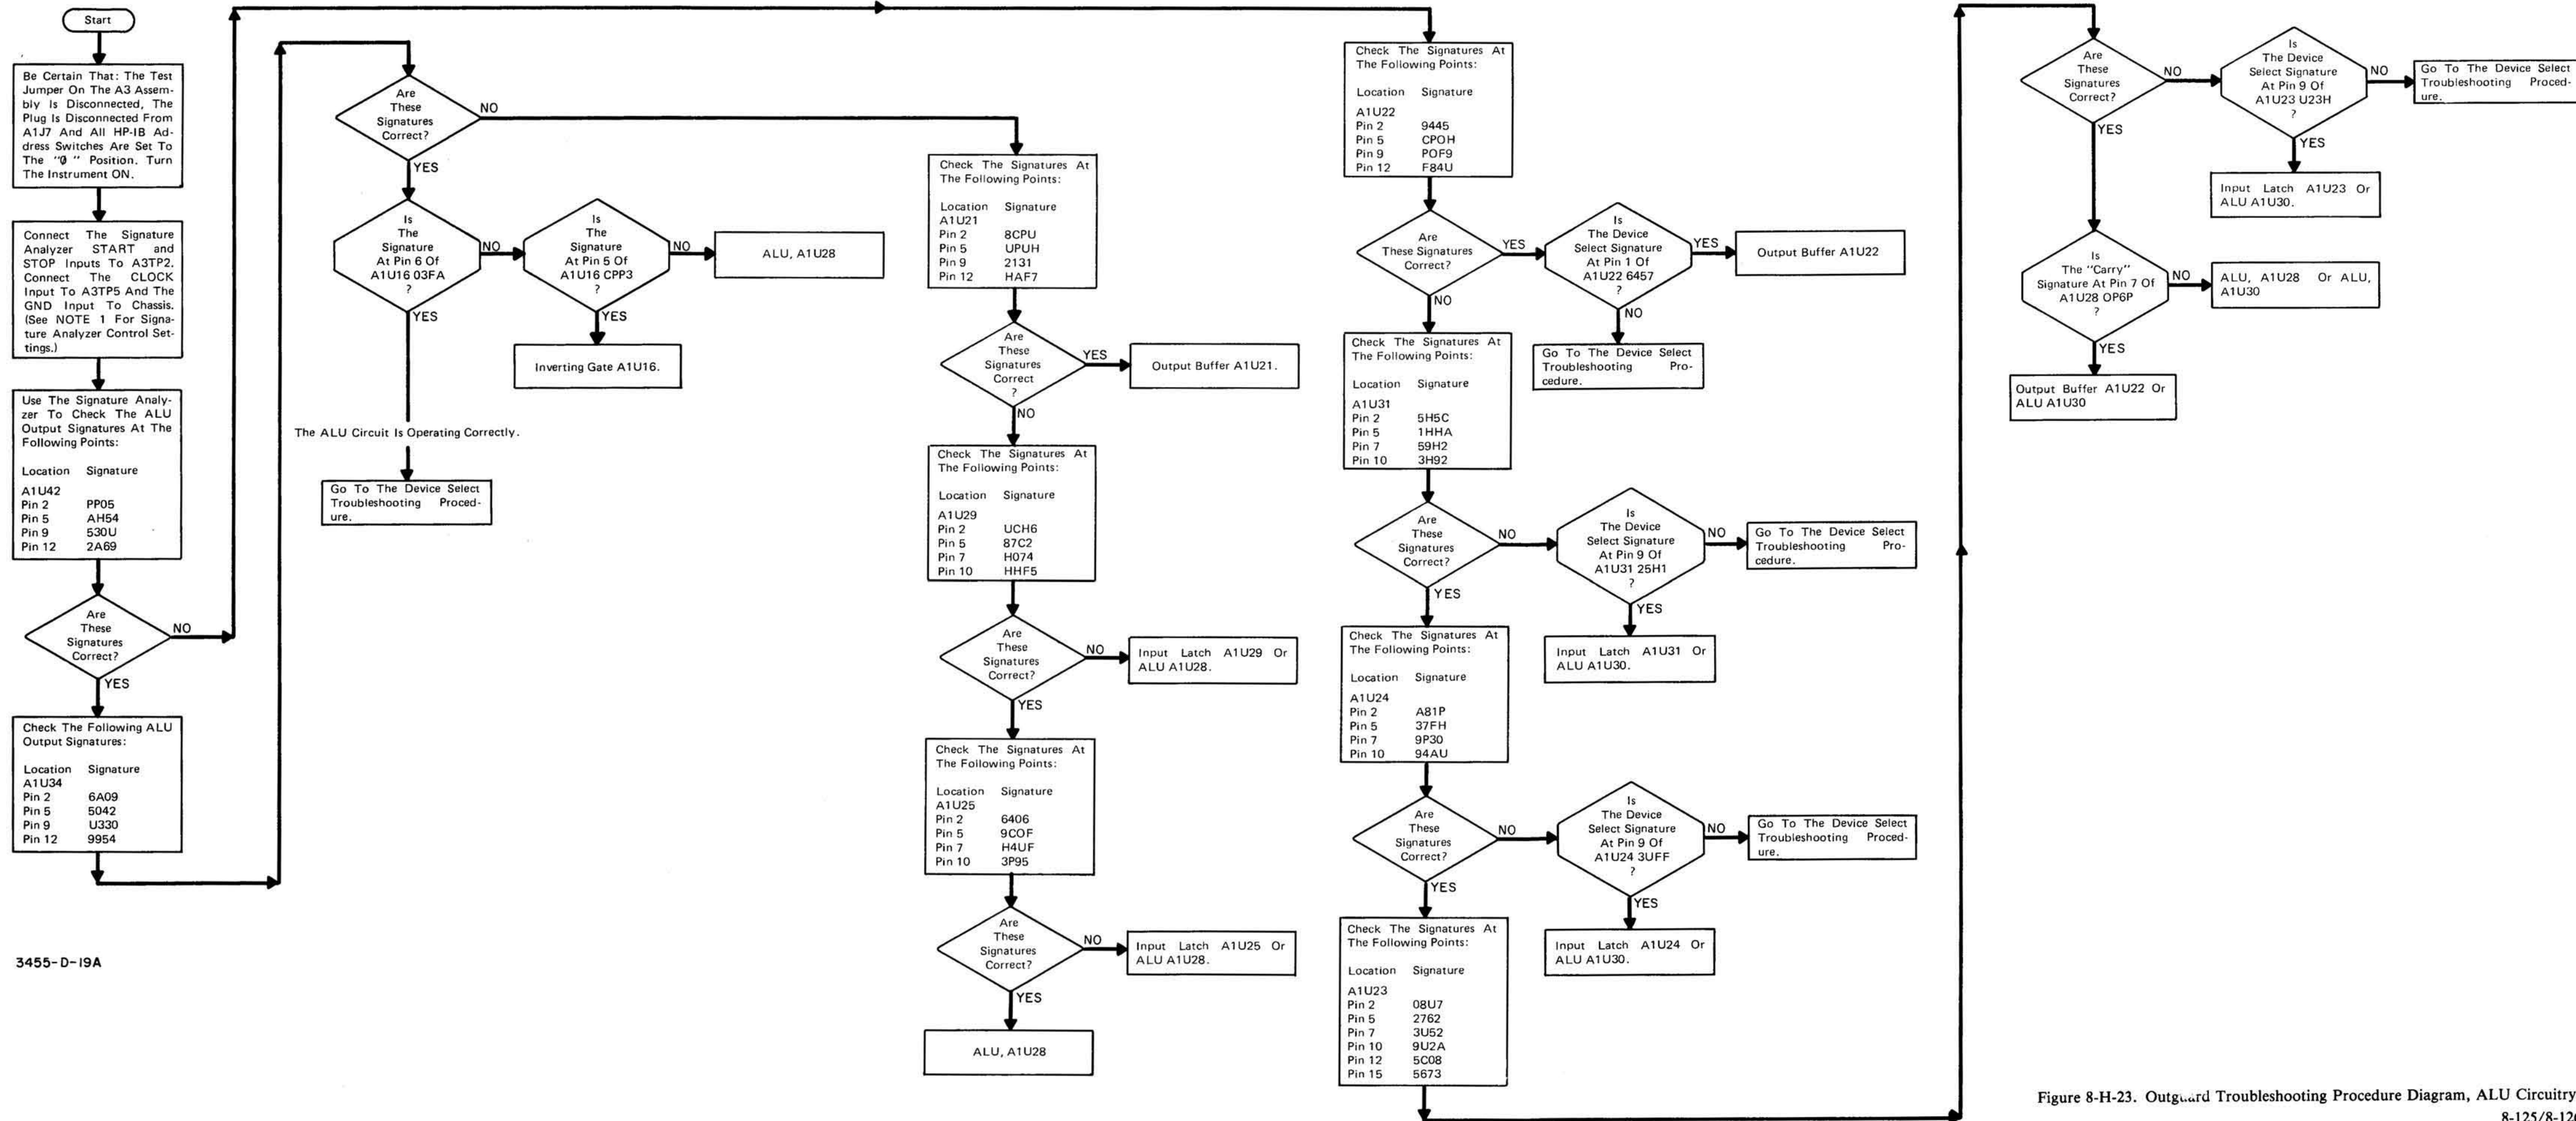 Start
Be Certain That: The Test
Jumper On The A3 Assem-
bly Is Disconnected, The
Plug Is Disconnected From
A1J7 And All HP-IB Ad-
dress Switches Are Set To
The "0̸ " Position. Turn
The Instrument ON.
Connect The Signature
Analyzer START and
STOP Inputs To A3TP2.
Connect The CLOCK
Input To A3TP5 And The
GND Input To Chassis.
(See NOTE 1 For Signa-
ture Analyzer Control Set-
tings.)
Use The Signature Analy-
zer To Check The ALU
Output Signatures At The
Following Points:
Location Signature
A1U42
Pin 2 PP05
Pin 5 AH54
Pin 9 530U
Pin 12 2A69
Are
These
Signatures
Correct?
NO
YES
Check The Following ALU
Output Signatures:
Location Signature
A1U34
Pin 2 6A09
Pin 5 5042
Pin 9 U330
Pin 12 9954
3455-D-19A
Are
These
Signatures
Correct?
NO
YES
Is
The
Signature
At Pin 6 Of
A1U16 03FA
?
NO
YES
Is
The
Signature
At Pin 5 Of
A1U16 CPP3
?
NO
YES
ALU, A1U28
Inverting Gate A1U16.
The ALU Circuit Is Operating Correctly.
Go To The Device Select
Troubleshooting Proced-
ure.
Check The Signatures At
The Following Points:
Location Signature
A1U21
Pin 2 8CPU
Pin 5 UPUH
Pin 9 2131
Pin 12 HAF7
Are
These
Signatures
Correct
?
YES
Output Buffer A1U21.
NO
Check The Signatures At
The Following Points:
Location Signature
A1U29
Pin 2 UCH6
Pin 5 87C2
Pin 7 H074
Pin 10 HHF5
Are
These
Signatures
Correct?
NO
Input Latch A1U29 Or
ALU A1U28.
YES
Check The Signatures At
The Following Points:
Location Signature
A1U25
Pin 2 6406
Pin 5 9COF
Pin 7 H4UF
Pin 10 3P95
Are
These
Signatures
Correct?
NO
Input Latch A1U25 Or
ALU A1U28.
YES
ALU, A1U28
Check The Signatures At
The Following Points:
Location Signature
A1U22
Pin 2 9445
Pin 5 CPOH
Pin 9 POF9
Pin 12 F84U
Are
These Signatures
Correct?
YES
Is
The Device
Select Signature
At Pin 1 Of
A1U22 6457
?
YES
Output Buffer A1U22
NO
Go To The Device Select
Troubleshooting Pro-
cedure.
NO
Check The Signatures At
The Following Points:
Location Signature
A1U31
Pin 2 5H5C
Pin 5 1HHA
Pin 7 59H2
Pin 10 3H92
Are
These
Signatures
Correct?
NO
Is
The Device
Select Signature
At Pin 9 Of
A1U31 25H1
?
NO
Go To The Device Select
Troubleshooting Pro-
cedure.
YES
Input Latch A1U31 Or
ALU A1U30.
YES
Check The Signatures At
The Following Points:
Location Signature
A1U24
Pin 2 A81P
Pin 5 37FH
Pin 7 9P30
Pin 10 94AU
Are
These
Signatures
Correct?
NO
Is
The Device
Select Signature
At Pin 9 Of
A1U24 3UFF
?
NO
Go To The Device Select
Troubleshooting Proced-
ure.
YES
Input Latch A1U24 Or
ALU A1U30.
YES
Check The Signatures At
The Following Points:
Location Signature
A1U23
Pin 2 08U7
Pin 5 2762
Pin 7 3U52
Pin 10 9U2A
Pin 12 5C08
Pin 15 5673
Are
These
Signatures
Correct?
NO
Is
The Device
Select Signature
At Pin 9 Of
A1U23 U23H
?
NO
Go To The Device Select
Troubleshooting Proced-
ure.
YES
Input Latch A1U23 Or
ALU A1U30.
YES
Is
The "Carry"
Signature At Pin 7 Of
A1U28 OP6P
?
NO
ALU, A1U28 Or ALU,
A1U30
YES
Output Buffer A1U22 Or
ALU A1U30
Figure 8-H-23. Outguard Troubleshooting Procedure Diagram, ALU Circuitry
8-125/8-126